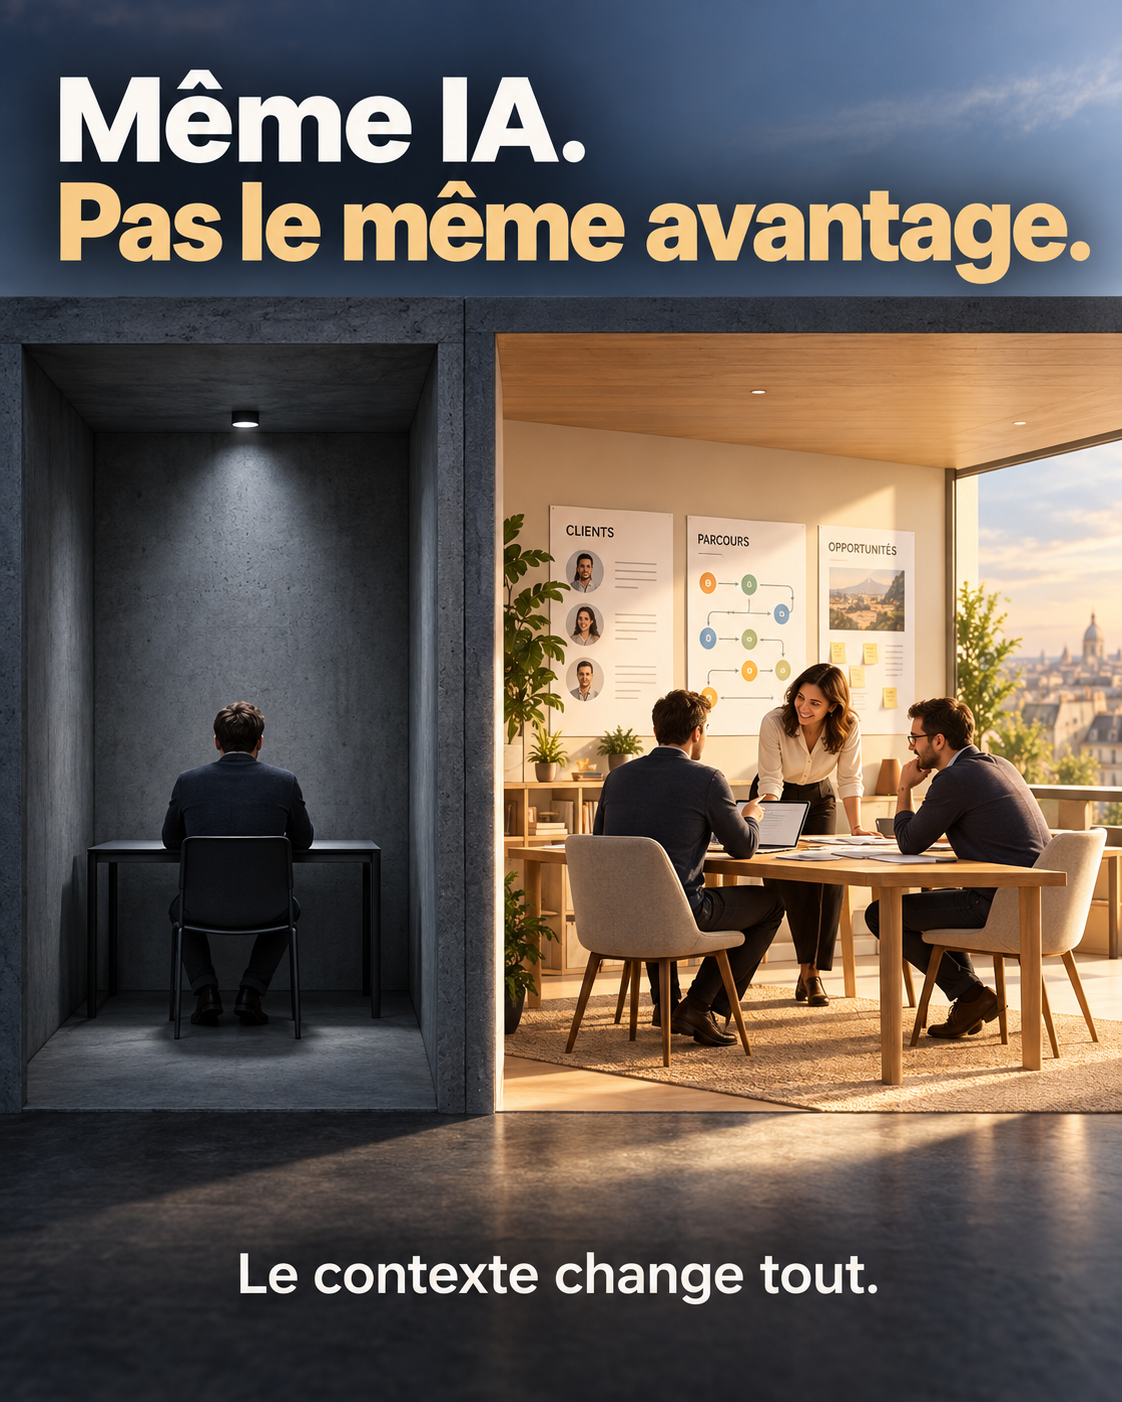 Même IA.
Pas le même avantage.
CLIENTS
PARCOURS
OPPORTUNITÉS
Le contexte change tout.